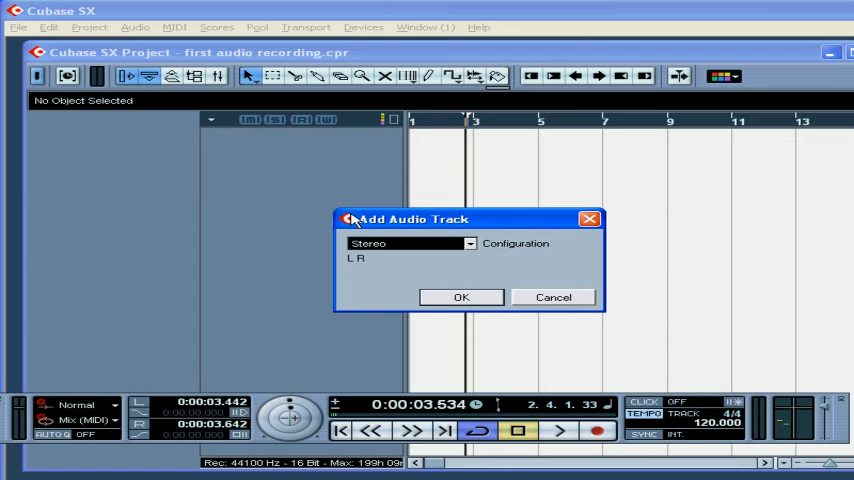 Cubase SX
File Edit Project Audio MIDI Scores Pool Transport Devices Window (1) Help
Cubase SX Project - first audio recording.cpr
No Object Selected
(M) (S) (R) (W) 1 3 5 7 9 11 13
Add Audio Track
Stereo Configuration
L R
OK Cancel
Normal L 0:00:03.442 0:00:03.534 2. 4. 1. 33 CLICK OFF
0:00:00.000 TEMPO TRACK 4/4
Mix (MIDI) R 0:00:03.642 120.000
AUTO Q OFF 0:00:00.000 SYNC INT.
Rec: 44100 Hz - 16 Bit - Max: 199h 09